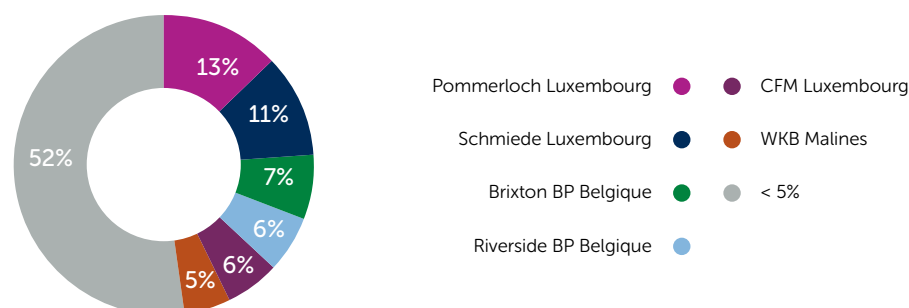 13%
11%
7%
6%
6%
5%
52%
Pommerloch Luxembourg
CFM Luxembourg
Schmiede Luxembourg
WKB Malines
Brixton BP Belgique
< 5%
Riverside BP Belgique